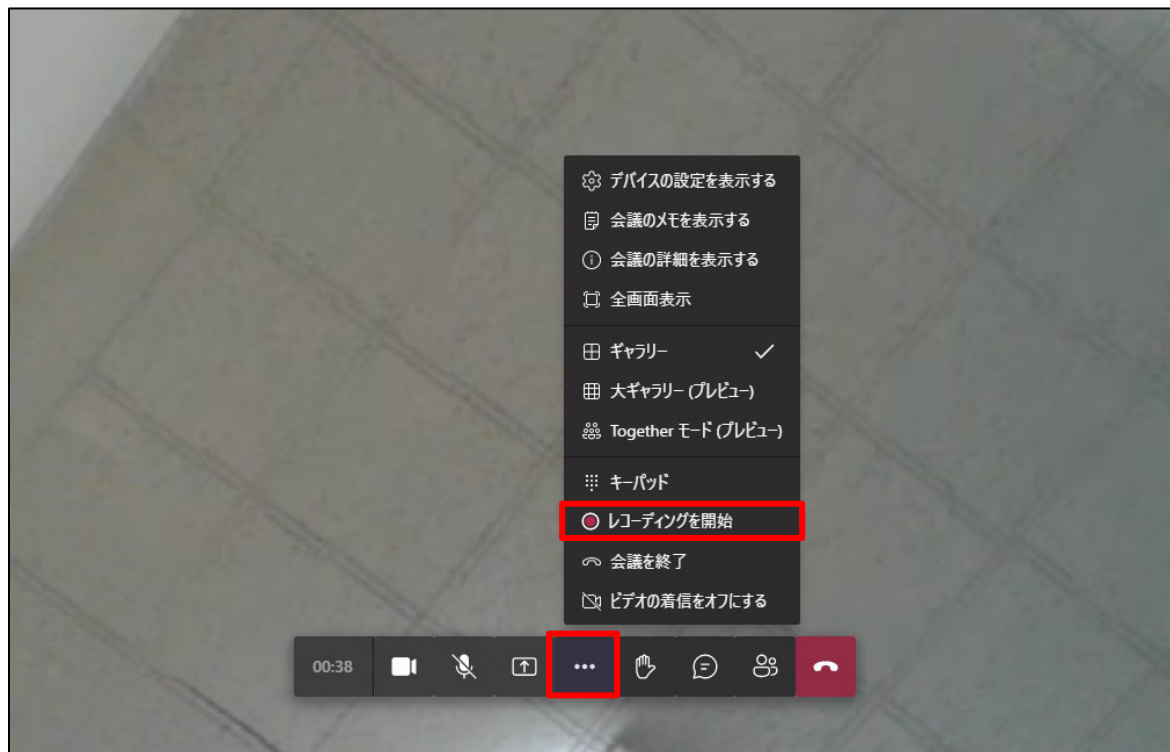 デバイスの設定を表示する
会議のメモを表示する
会議の詳細を表示する
全画面表示
ギャラリー
大ギャラリー (プレビュー)
Together モード (プレビュー)
キーパッド
レコーディングを開始
会議を終了
ビデオの着信をオフにする
00:38